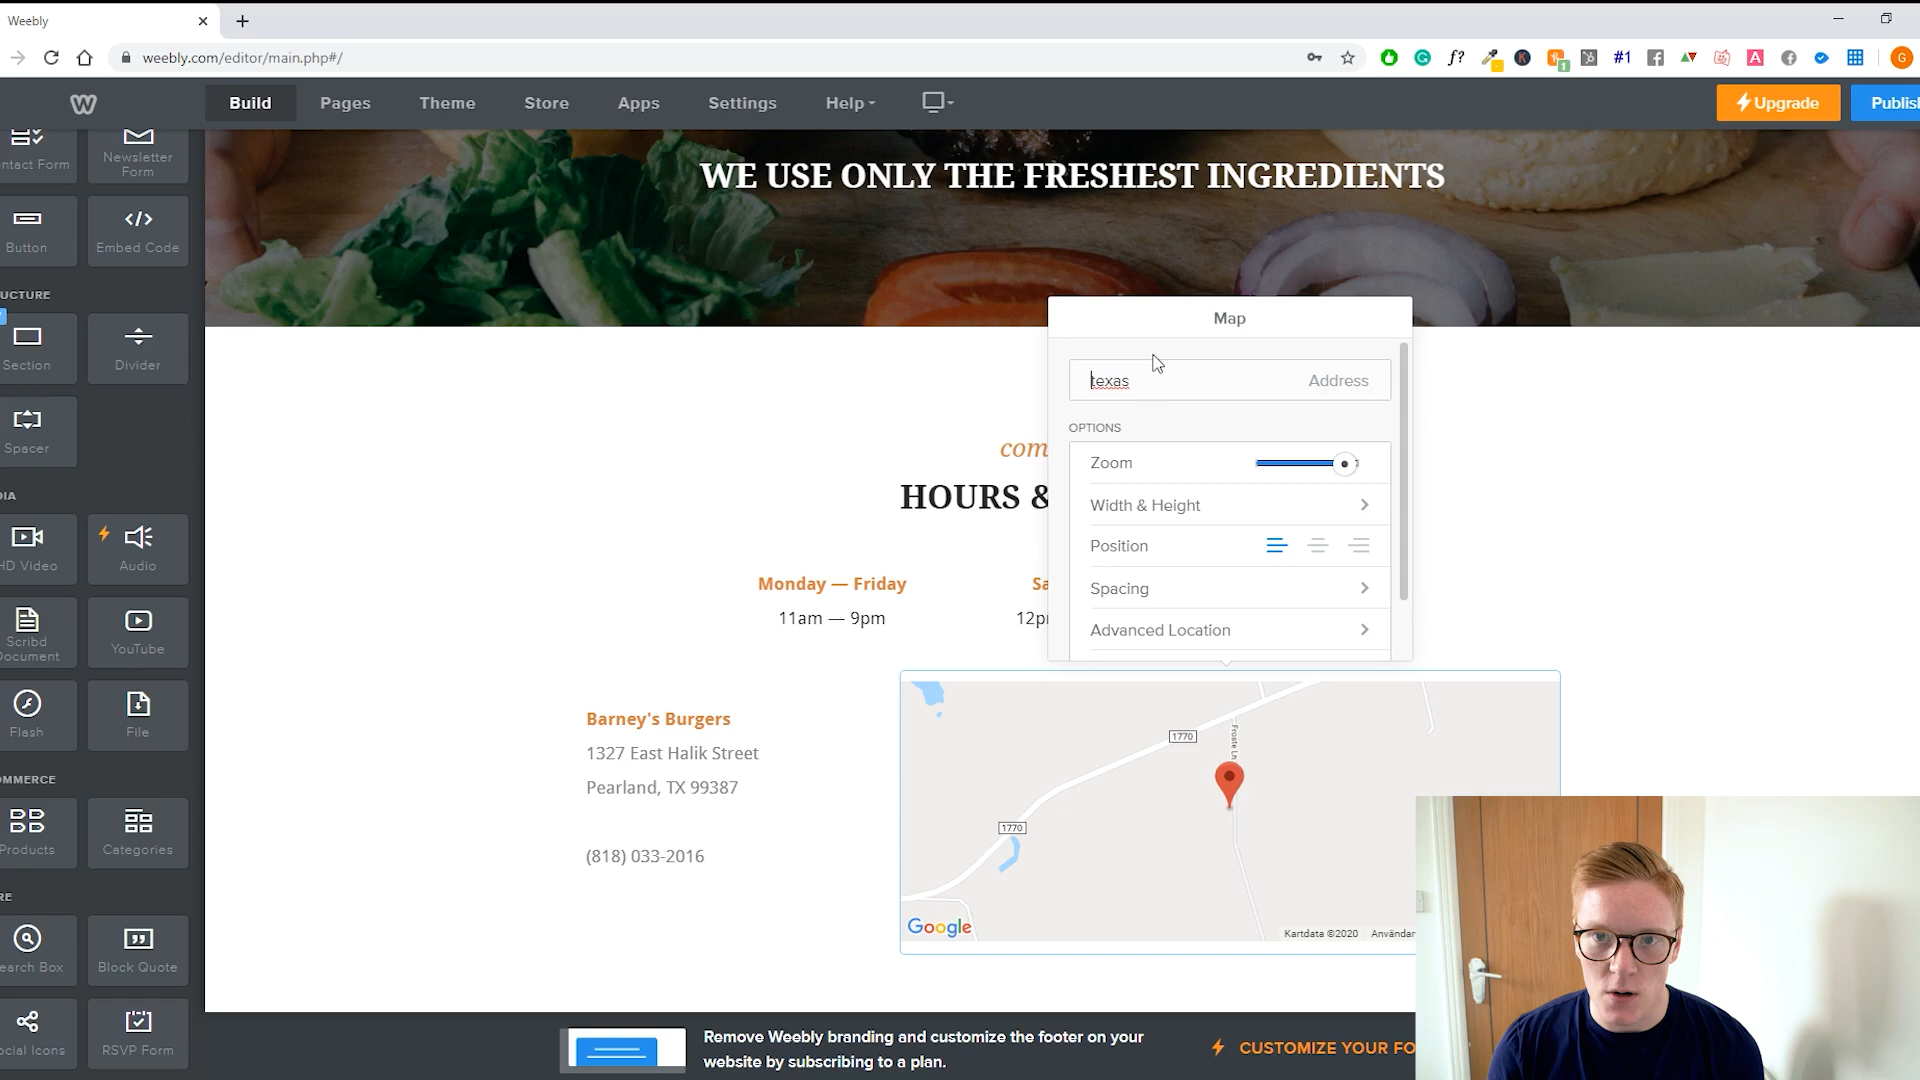 Weebly
weebly.com/editor/main.php#/
f?
K
1
#1
A
G
Build
Pages
Theme
Store
Apps
Settings
Help
Upgrade
Publis
ntact Form
Newsletter
Form
Button
Embed Code
UCTURE
Section
Divider
Spacer
DIA
HD Video
Audio
Scribd
Document
YouTube
Flash
File
OMMERCE
Products
Categories
RE
earch Box
Block Quote
ocial Icons
RSVP Form
WE USE ONLY THE FRESHEST INGREDIENTS
com
HOURS &
Monday — Friday
11am — 9pm
Sa
12p
Map
texas
Address
OPTIONS
Zoom
Width & Height
Position
Spacing
Advanced Location
Barney's Burgers
1327 East Halik Street
Pearland, TX 99387
(818) 033-2016
1770
Froste Ln
1770
Google
Kartdata ©2020
Användar
Remove Weebly branding and customize the footer on your
website by subscribing to a plan.
CUSTOMIZE YOUR FO